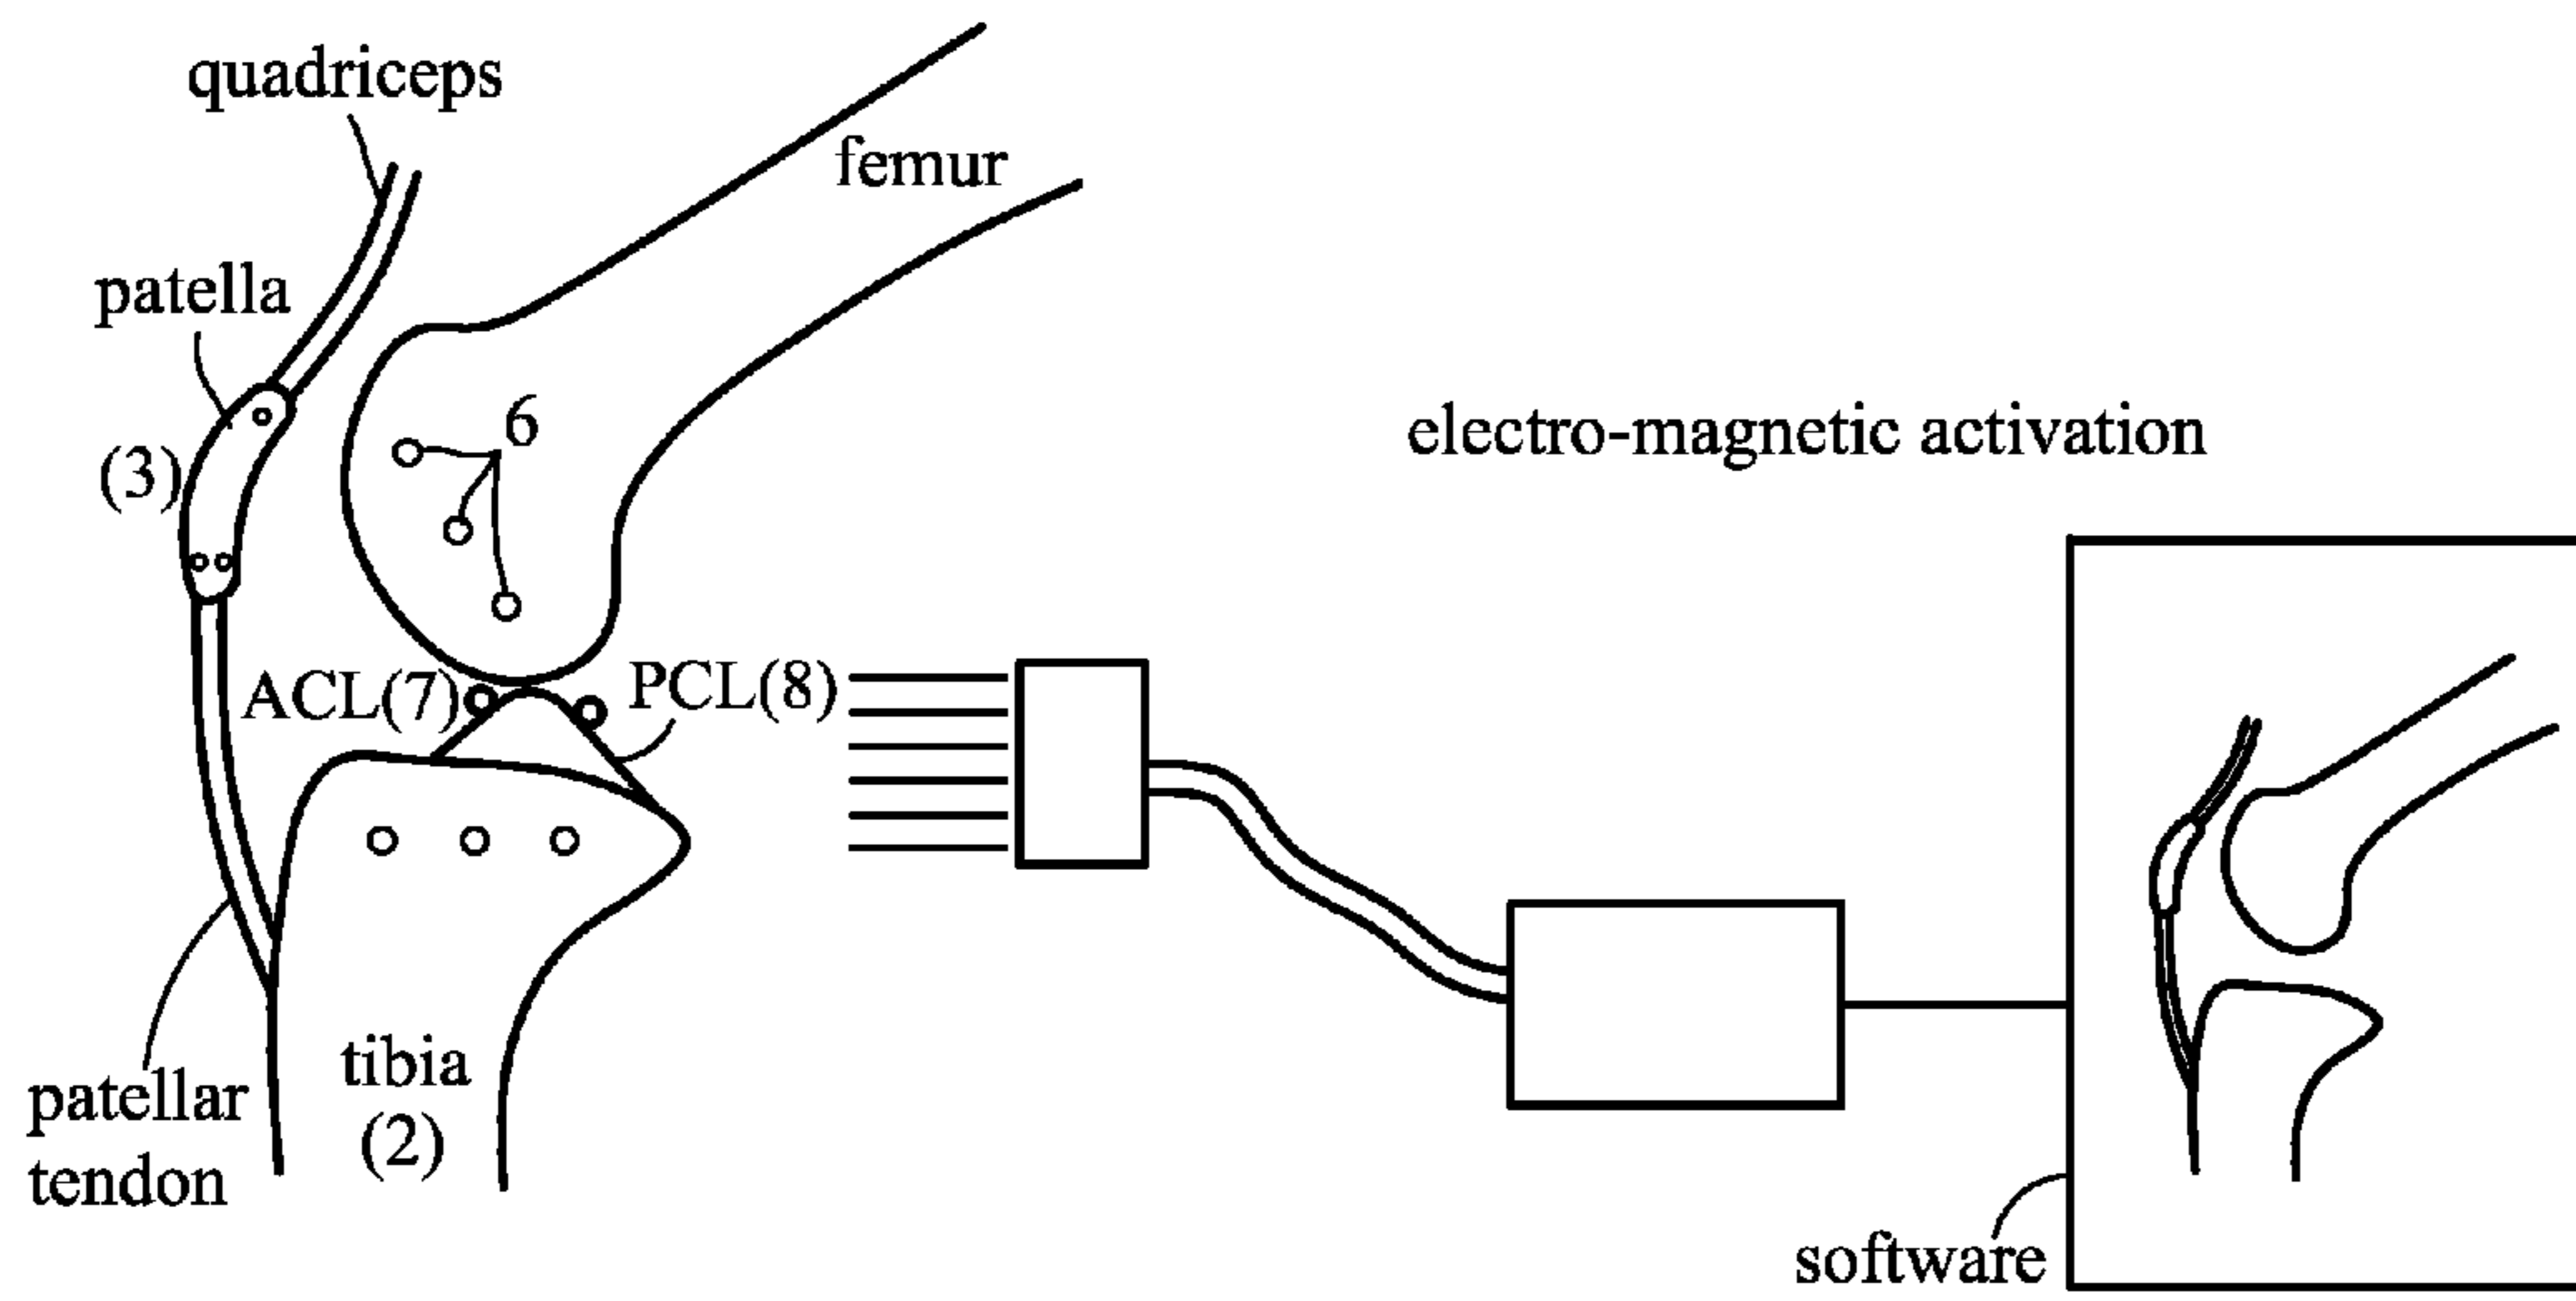 quadriceps
femur
patella
(3)
6
electro-magnetic activation
ACL(7)
PCL(8)
tibia
(2)
patellar
tendon
software